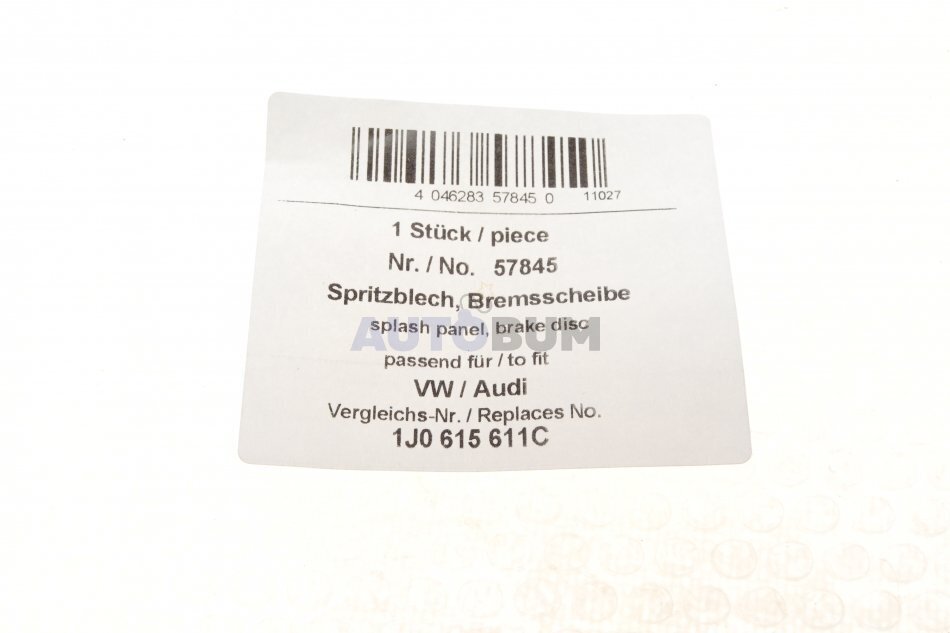 4 046283 57845 0 11027
1 Stück / piece
Nr. / No. 57845
Spritzblech, Bremsscheibe
splash panel, brake disc
AUTOBUM
passend für / to fit
VW / Audi
Vergleichs-Nr. / Replaces No.
1J0 615 611C